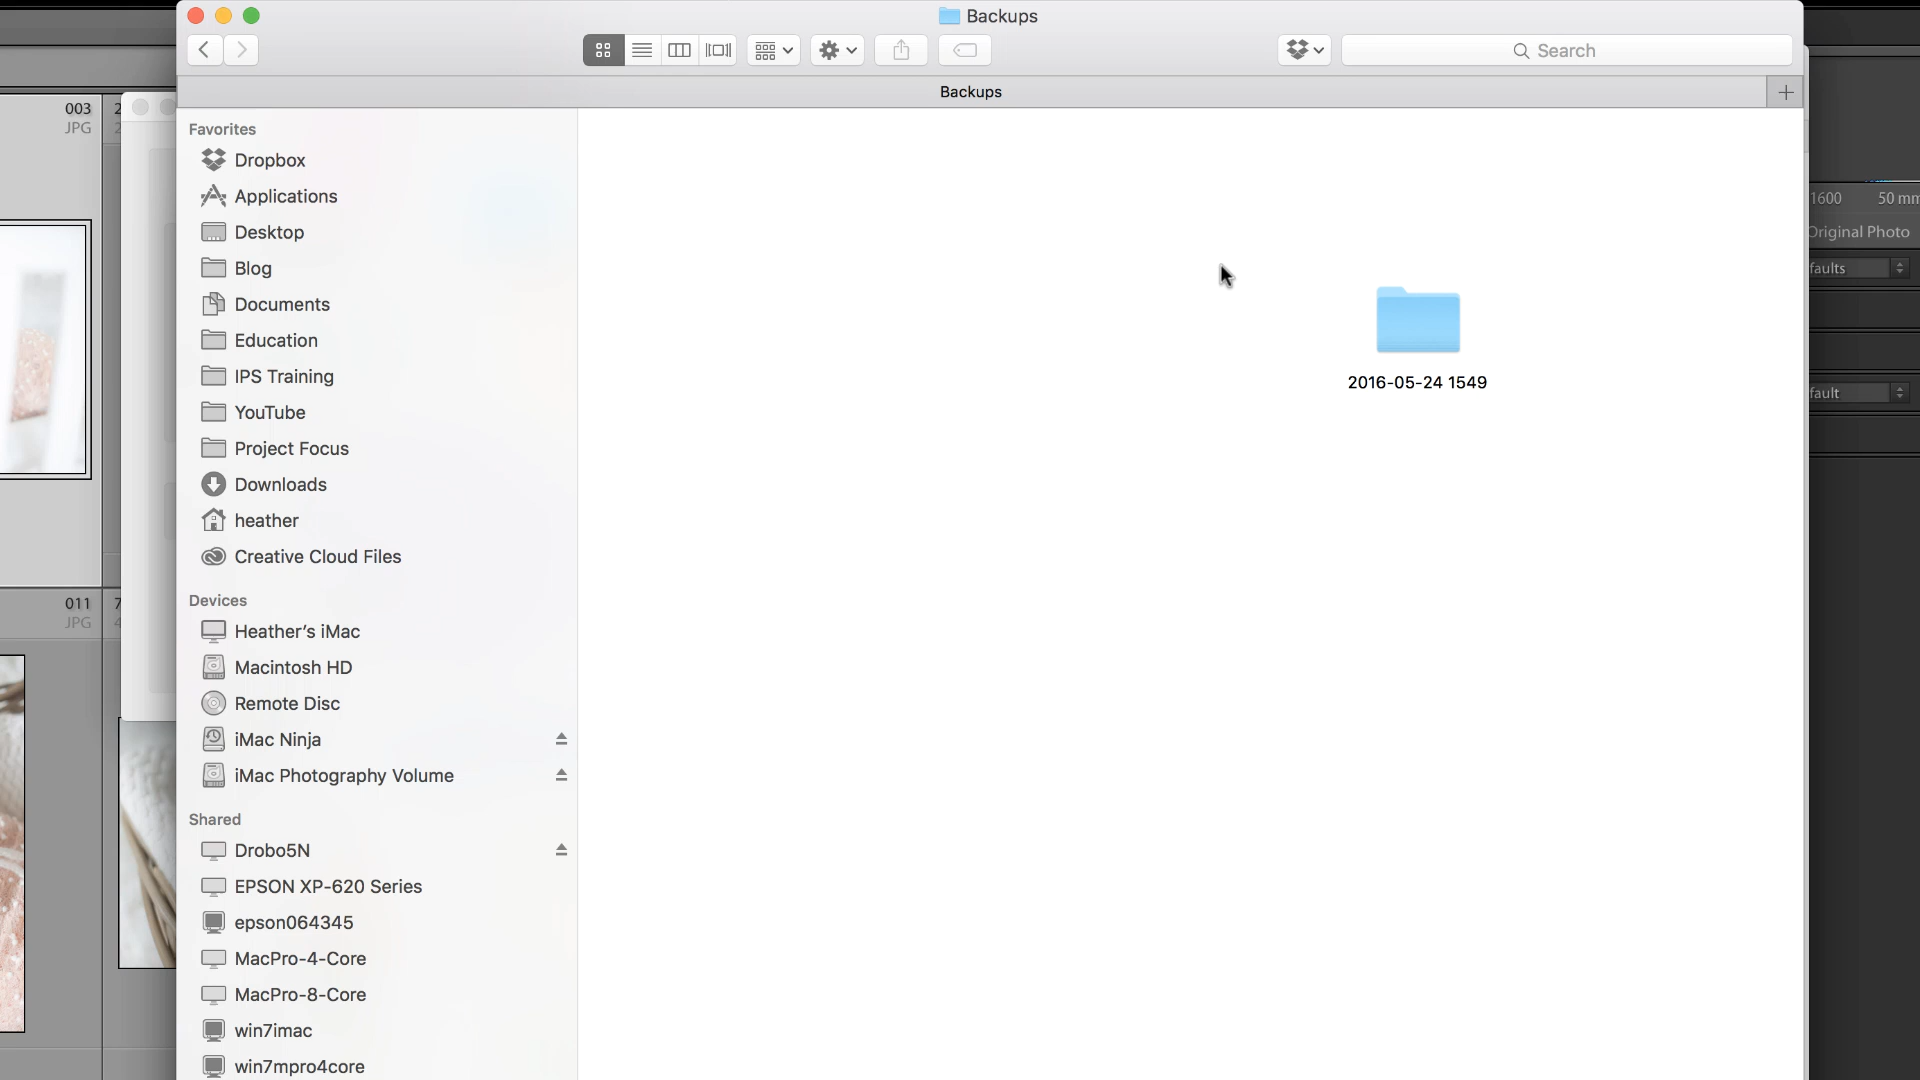 Backups
Search
Backups
003
JPG
011
JPG
Favorites
Dropbox
Applications
Desktop
Blog
Documents
Education
IPS Training
YouTube
Project Focus
Downloads
heather
Creative Cloud Files
Devices
Heather's iMac
Macintosh HD
Remote Disc
iMac Ninja
iMac Photography Volume
Shared
Drobo5N
EPSON XP-620 Series
epson064345
MacPro-4-Core
MacPro-8-Core
win7imac
win7mpro4core
2016-05-24 1549
1600 50 mm
Original Photo
faults
fault